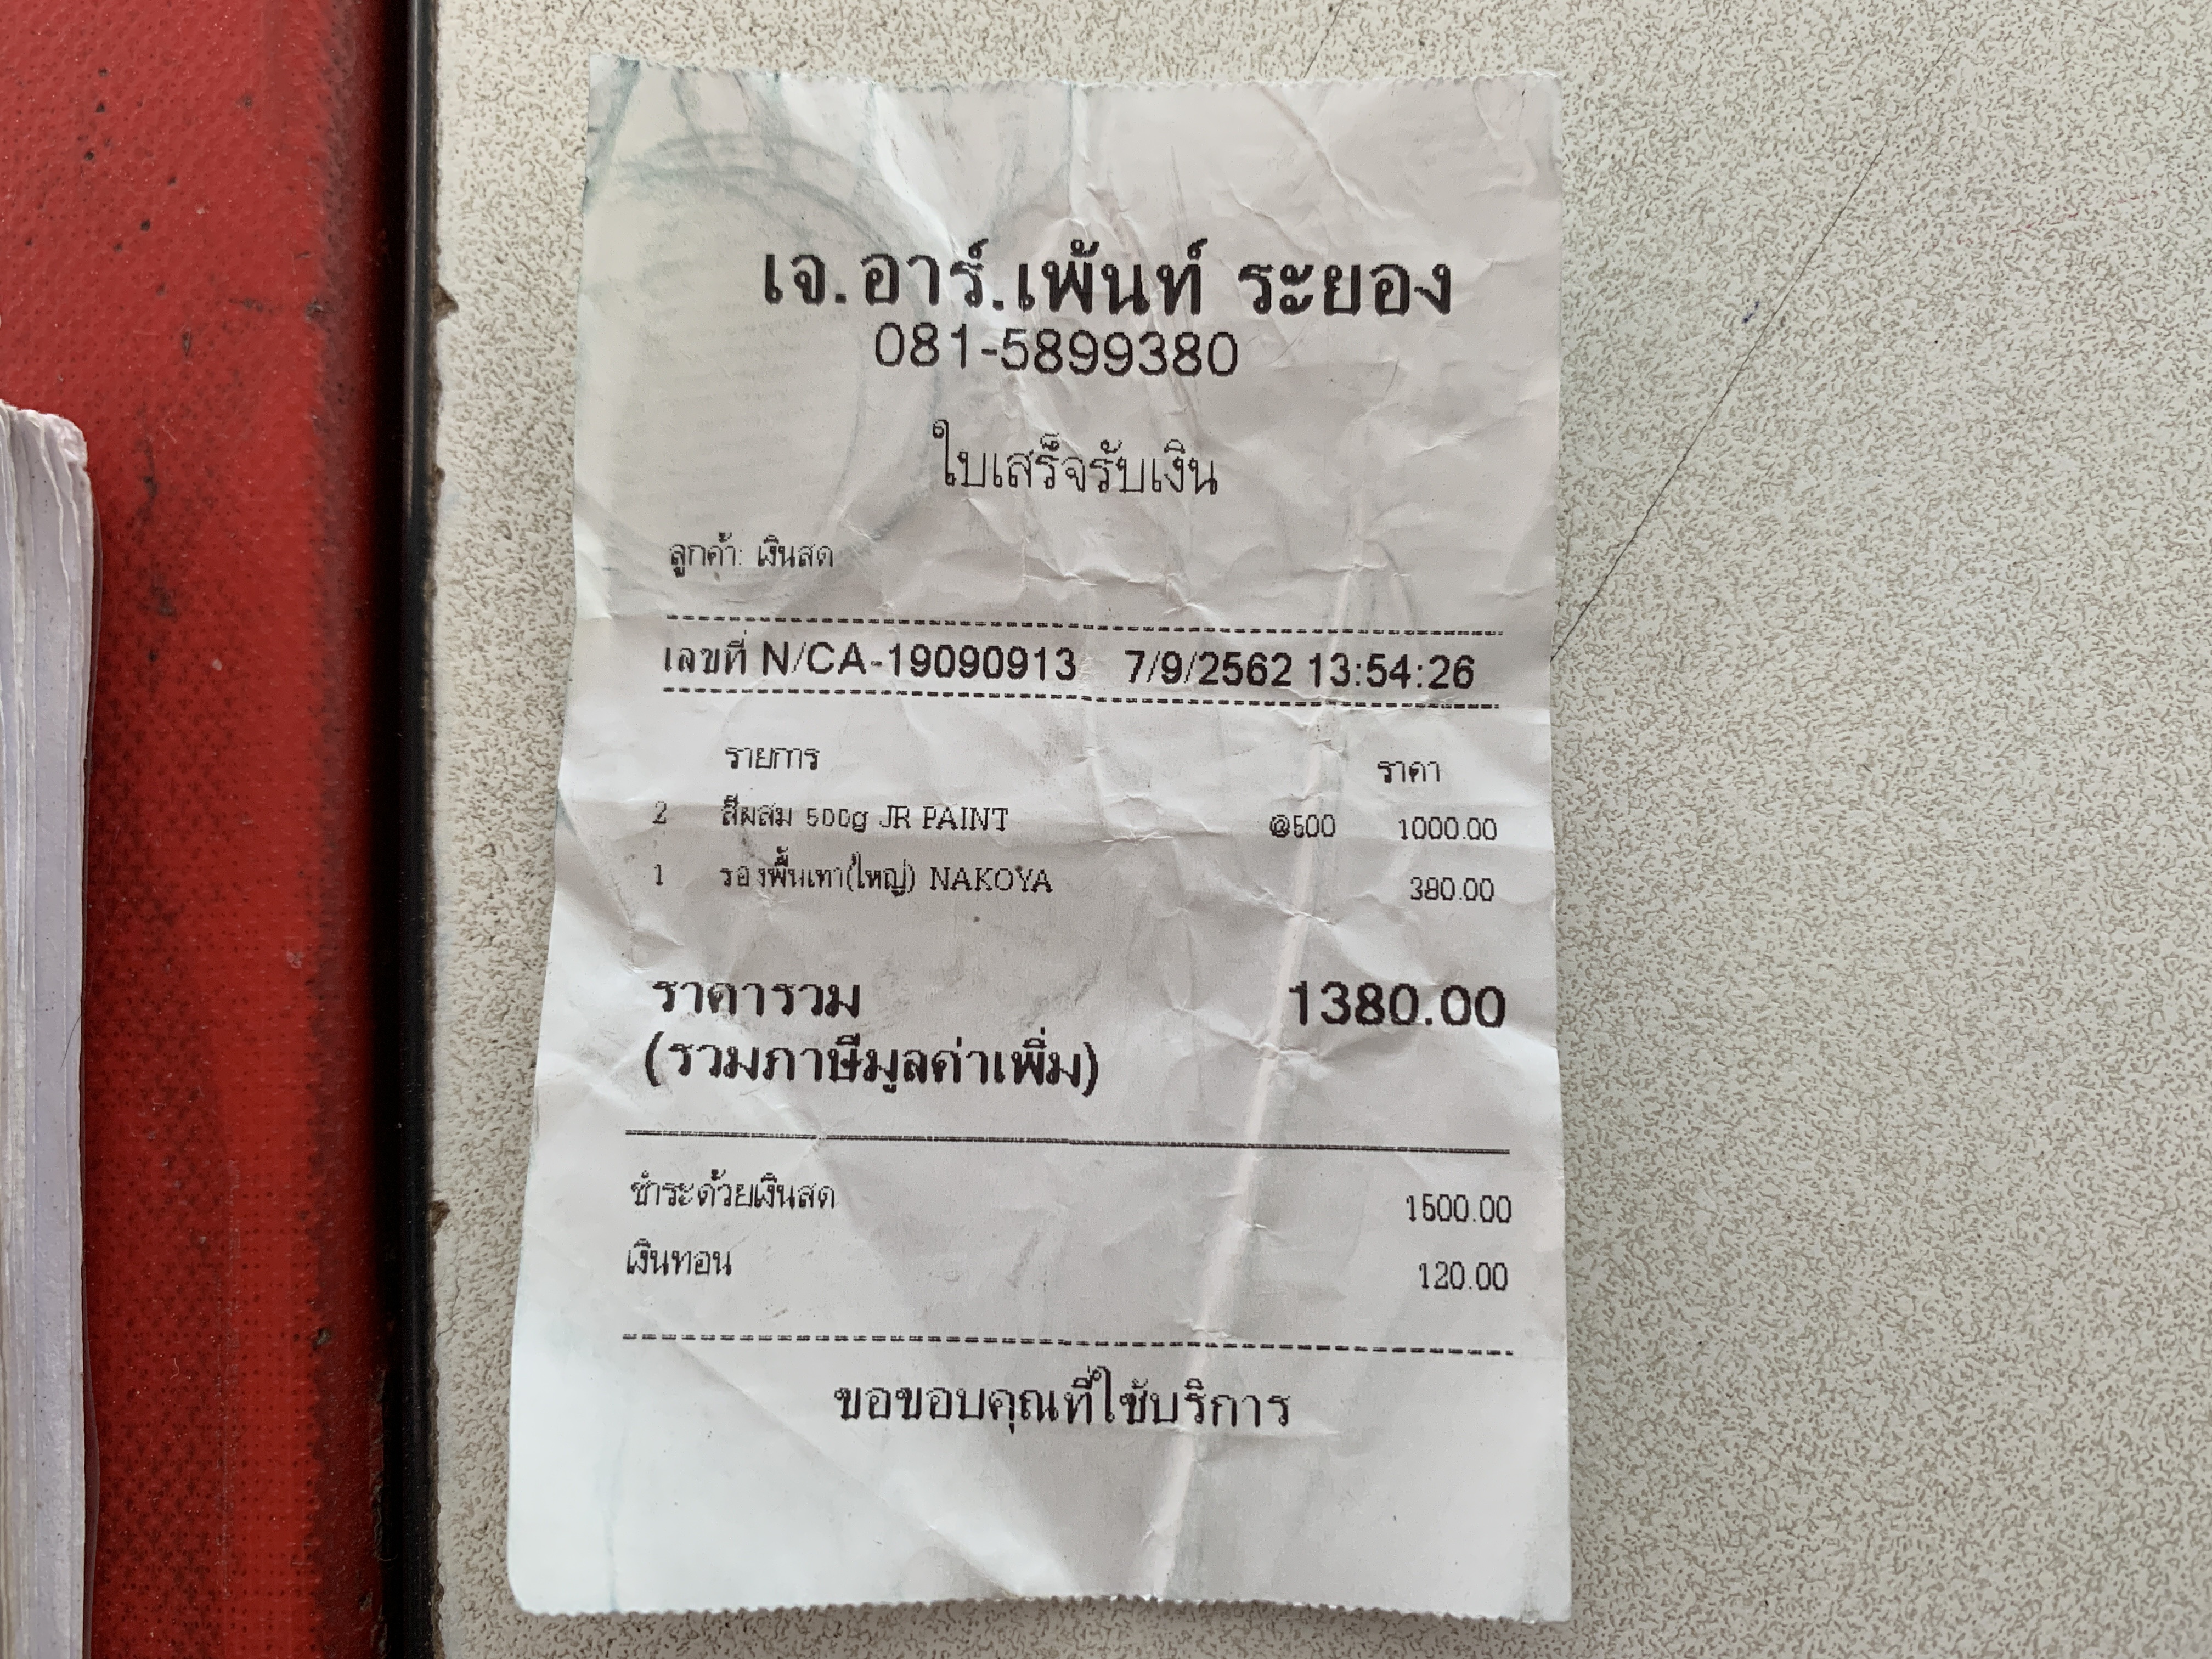 เจ.อาร์.เพ้นท์ ระยอง
081-5899380
ใบเสร็จรับเงิน
ลูกค้า: เงินสด
เลขที่ N/CA-19090913 7/9/2562 13:54:26
รายการ ราคา
2 สีผสม 500g JR PAINT @500 1000.00
1 รองพื้นเทา(ใหญ่) NAKOYA 380.00
ราคารวม 1380.00
(รวมภาษีมูลค่าเพิ่ม)
ชำระด้วยเงินสด 1500.00
เงินทอน 120.00
ขอขอบคุณที่ใช้บริการ